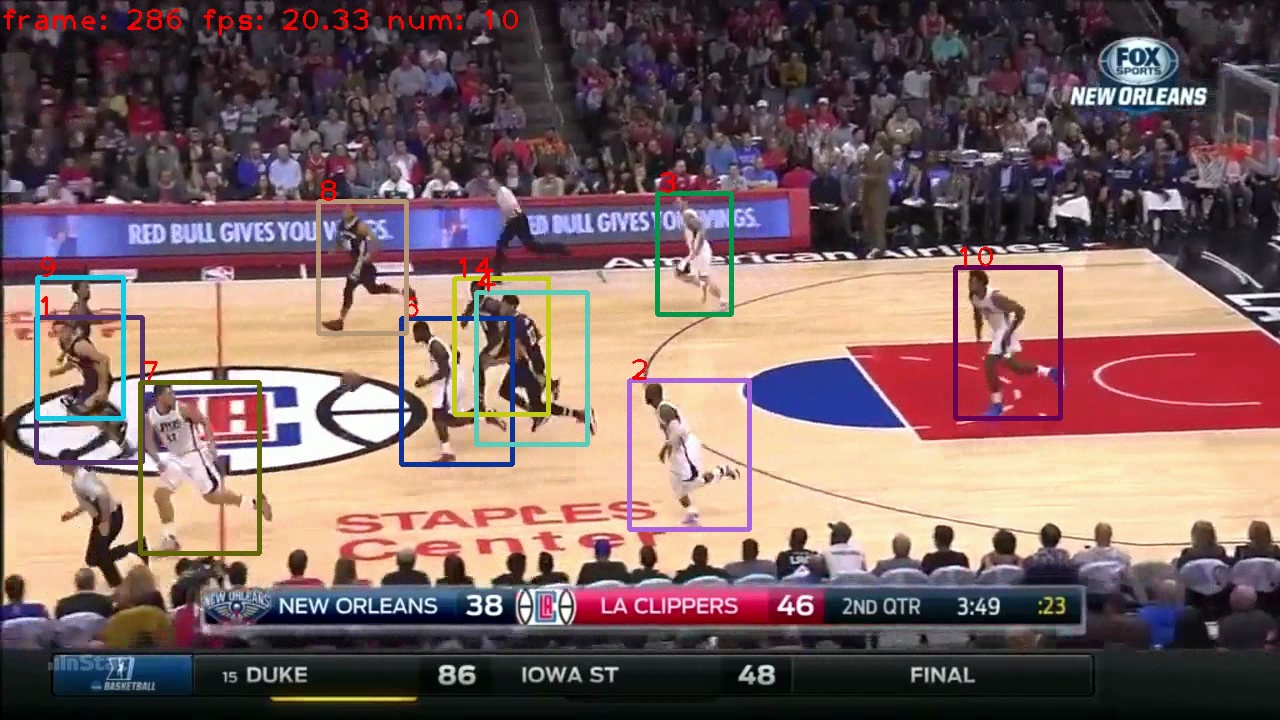 frame: 286 fps: 20.33 num: 10
FOX
SPORTS
NEW ORLEANS
8
3
RED BULL GIVES YOU WINGS.
RED BULL GIVES YOU WINGS.
American Airlines
9
14
4
10
1
6
7
2
STAPLES
Center
NEW ORLEANS 38 LA CLIPPERS 46 2ND QTR 3:49 :23
BASKETBALL 15 DUKE 86 IOWA ST 48 FINAL